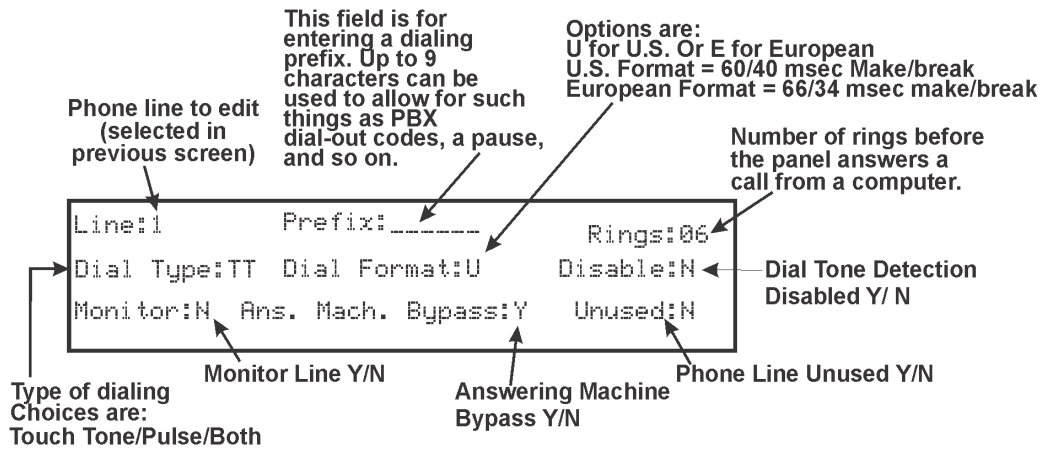 This field is for
entering a dialing
prefix. Up to 9
characters can be
used to allow for such
things as PBX
dial-out codes, a pause,
and so on.
Options are:
U for U.S. Or E for European
U.S. Format = 60/40 msec Make/break
European Format = 66/34 msec make/break
Phone line to edit
(selected in
previous screen)
Number of rings before
the panel answers a
call from a computer.
Line:1 Prefix:______ Rings:06
Dial Type:TT Dial Format:U Disable:N
Monitor:N Ans. Mach. Bypass:Y Unused:N
Dial Tone Detection
Disabled Y/ N
Type of dialing
Choices are:
Touch Tone/Pulse/Both
Monitor Line Y/N
Answering Machine
Bypass Y/N
Phone Line Unused Y/N